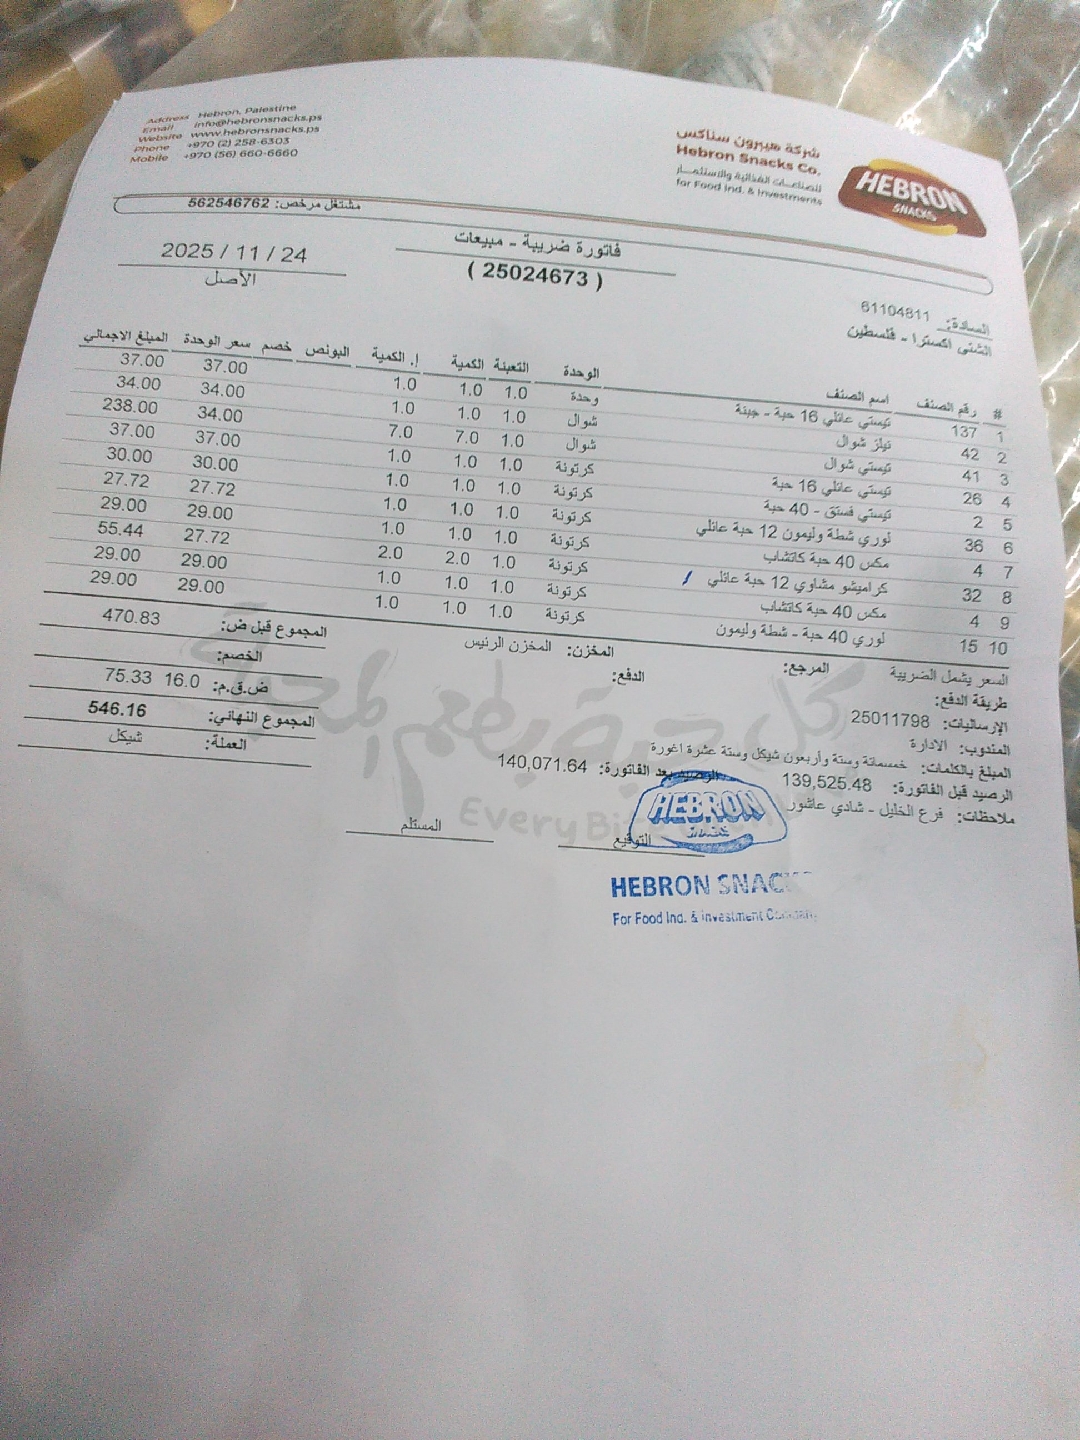 Address Hebron, Palestine
Email info@hebronsnacks.ps
Website www.hebronsnacks.ps
Phone +970 (2) 258-6303
Mobile +970 (56) 660-6660
شركة هيبرون سناكس
Hebron Snacks Co.
للصناعات الغذائية والاستثمار
for Food Ind. & Investments
HEBRON
SNACKS
مشتغل مرخص: 562546762
فاتورة ضريبة - مبيعات
( 25024673 )
2025 / 11 / 24
الأصل
السادة: 61104811
الشني اكسترا - فلسطين
# رقم الصنف اسم الصنف الوحدة التعبئة الكمية إ. الكمية البونص خصم سعر الوحدة المبلغ الاجمالي
1 137 تيستي عائلي 16 حبة - جبنة وحدة 1.0 1.0 1.0 37.00 37.00
2 42 نيلز شوال شوال 1.0 1.0 1.0 34.00 34.00
3 41 تيستي شوال شوال 1.0 7.0 7.0 34.00 238.00
4 26 تيستي عائلي 16 حبة كرتونة 1.0 1.0 1.0 37.00 37.00
5 2 تيستي فستق - 40 حبة كرتونة 1.0 1.0 1.0 30.00 30.00
6 36 لوري شطة وليمون 12 حبة عائلي كرتونة 1.0 1.0 1.0 27.72 27.72
7 4 مكس 40 حبة كاتشاب كرتونة 1.0 1.0 1.0 29.00 29.00
8 32 كراميشو مشاوي 12 حبة عائلي كرتونة 1.0 2.0 2.0 27.72 55.44
9 4 مكس 40 حبة كاتشاب كرتونة 1.0 1.0 1.0 29.00 29.00
10 15 لوري 40 حبة - شطة وليمون كرتونة 1.0 1.0 1.0 29.00 29.00
السعر يشمل الضريبة المرجع: المخزن: المخزن الرئيس المجموع قبل ض: 470.83
طريقة الدفع: الدفع: الخصم:
الإرساليات: 25011798 ض.ق.م: 16.0 75.33
المندوب: الادارة المجموع النهائي: 546.16
المبلغ بالكلمات: خمسمائة وستة وأربعون شيكل وستة عشرة اغورة العملة: شيكل
الرصيد قبل الفاتورة: 139,525.48 الرصيد بعد الفاتورة: 140,071.64
ملاحظات: فرع الخليل - شادي عاشور
كل حبة بطعم المحبة
Every Bite
التوقيع المستلم
HEBRON
HEBRON SNAC
For Food Ind. & Investment Company